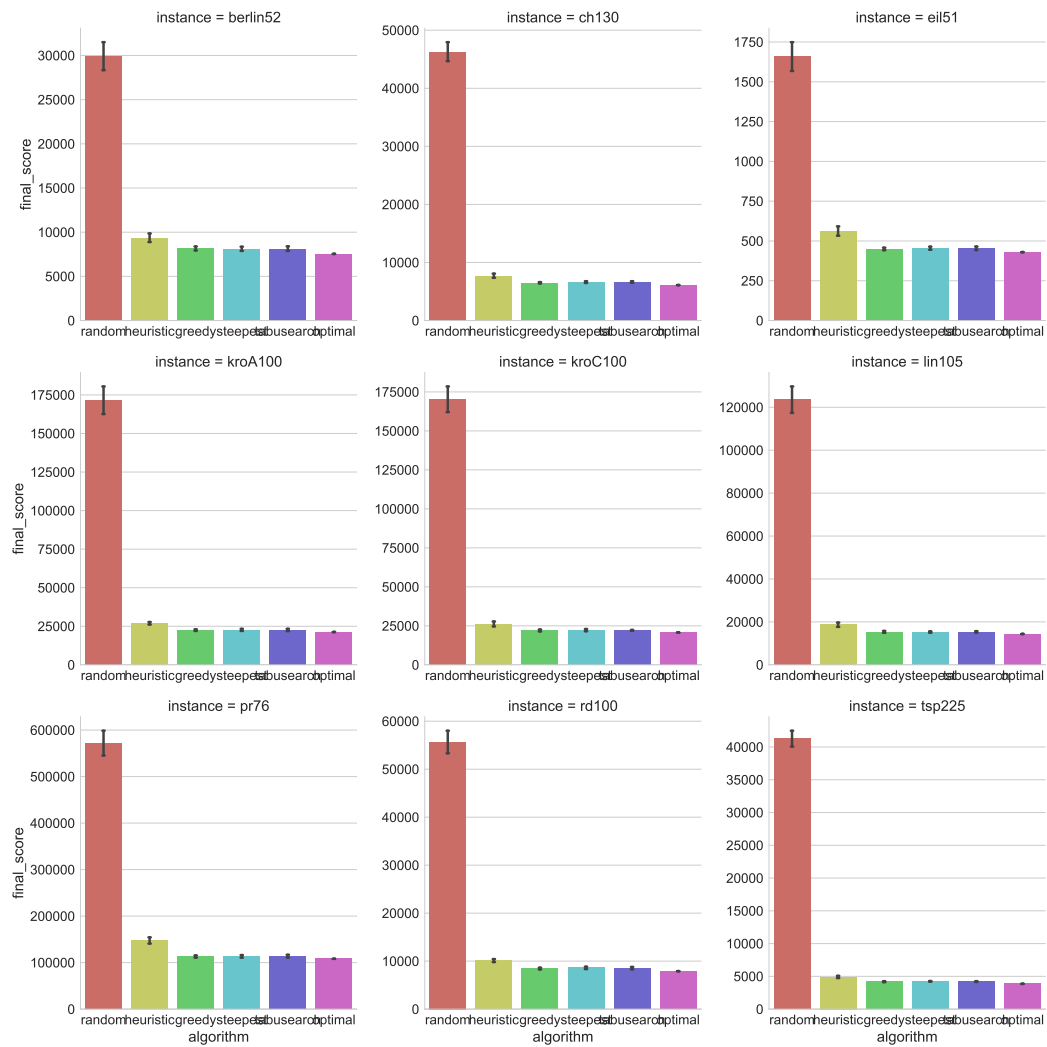 instance = berlin52
instance = ch130
instance = eil51
final_score
30000
25000
20000
15000
10000
5000
0
random heuristic greedy steepest tabusearch optimal
50000
40000
30000
20000
10000
0
random heuristic greedy steepest tabusearch optimal
1750
1500
1250
1000
750
500
250
0
random heuristic greedy steepest tabusearch optimal
instance = kroA100
instance = kroC100
instance = lin105
final_score
175000
150000
125000
100000
75000
50000
25000
0
random heuristic greedy steepest tabusearch optimal
175000
150000
125000
100000
75000
50000
25000
0
random heuristic greedy steepest tabusearch optimal
120000
100000
80000
60000
40000
20000
0
random heuristic greedy steepest tabusearch optimal
instance = pr76
instance = rd100
instance = tsp225
final_score
600000
500000
400000
300000
200000
100000
0
random heuristic greedy steepest tabusearch optimal
algorithm
60000
50000
40000
30000
20000
10000
0
random heuristic greedy steepest tabusearch optimal
algorithm
40000
35000
30000
25000
20000
15000
10000
5000
0
random heuristic greedy steepest tabusearch optimal
algorithm